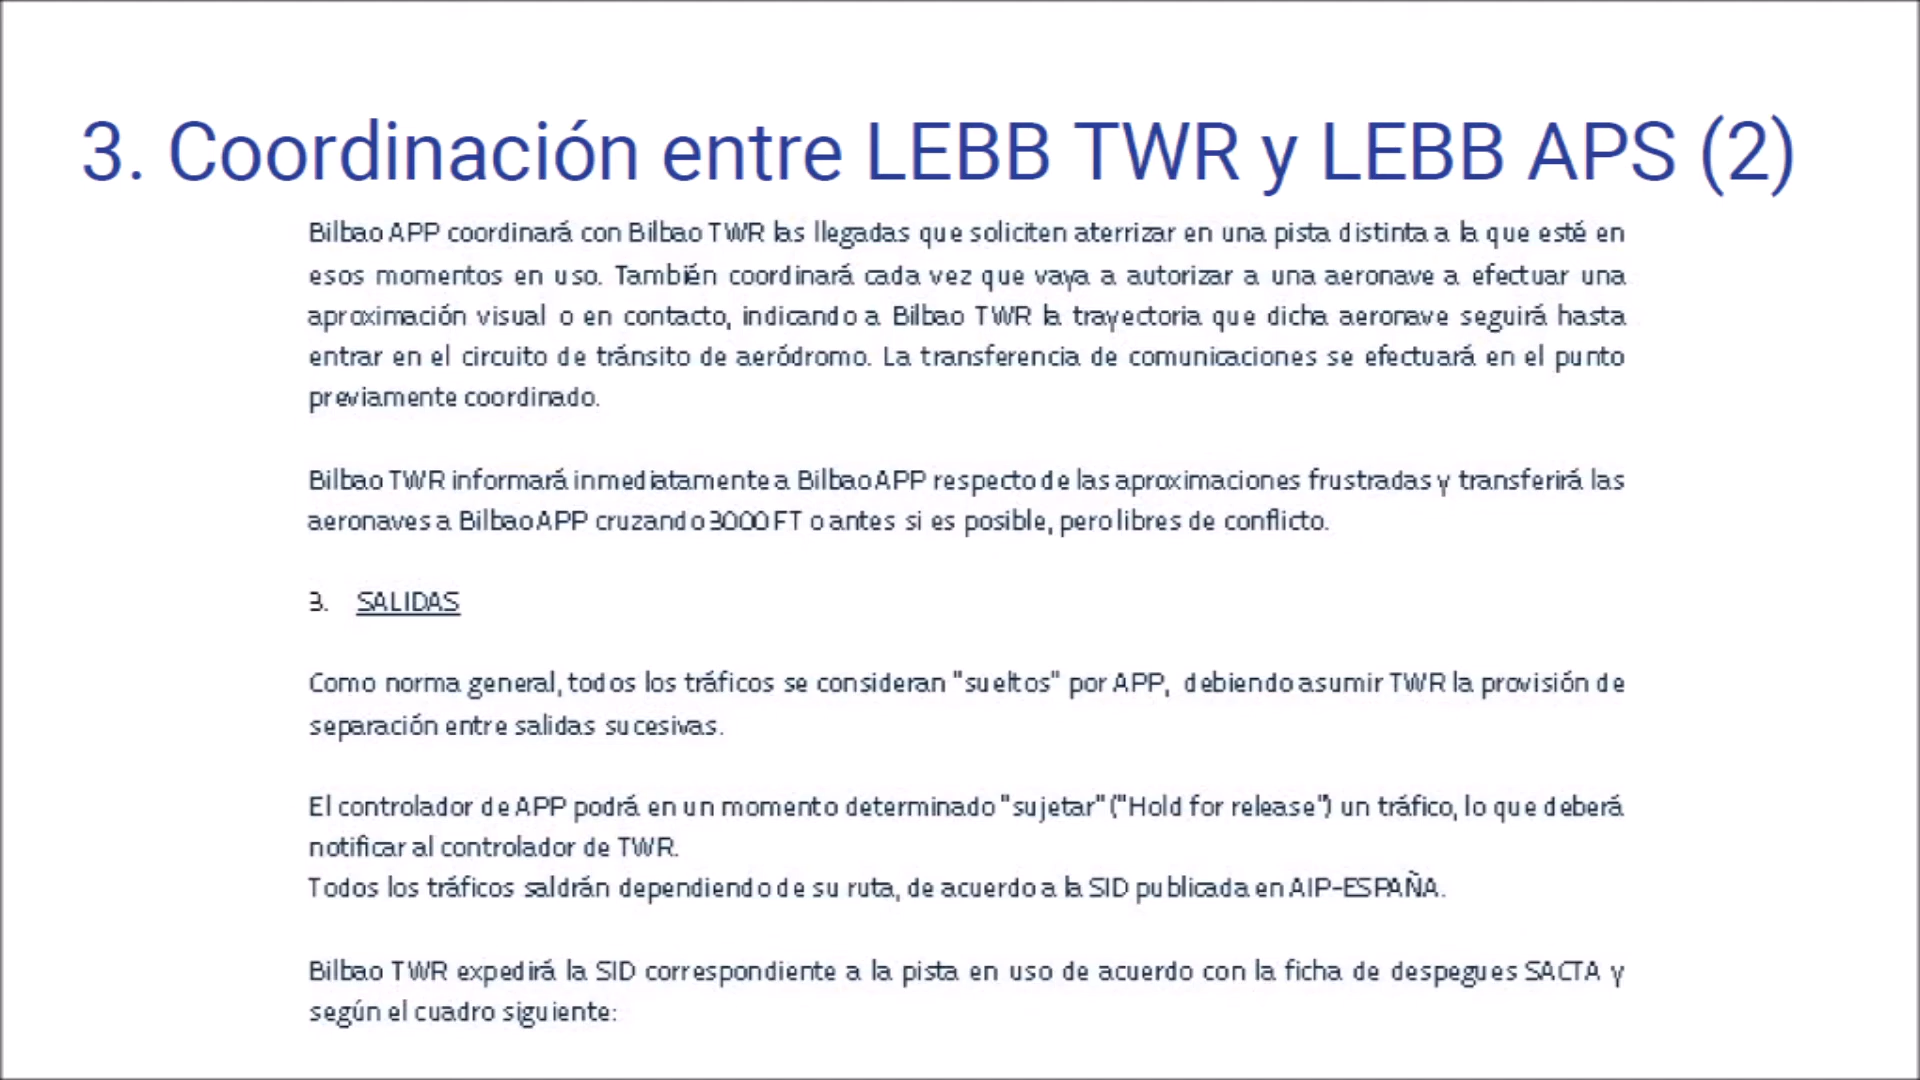 3. Coordinación entre LEBB TWR y LEBB APS (2)
Bilbao APP coordinará con Bilbao TWR las llegadas que soliciten aterrizar en una pista distinta a la que esté en
esos momentos en uso. También coordinará cada vez que vaya a autorizar a una aeronave a efectuar una
aproximación visual o en contacto, indicando a Bilbao TWR la trayectoria que dicha aeronave seguirá hasta
entrar en el circuito de tránsito de aeródromo. La transferencia de comunicaciones se efectuará en el punto
previamente coordinado.
Bilbao TWR informará inmediatamente a Bilbao APP respecto de las aproximaciones frustradas y transferirá las
aeronaves a Bilbao APP cruzando 3000 FT o antes si es posible, pero libres de conflicto.
3. SALIDAS
Como norma general, todos los tráficos se consideran "sueltos" por APP, debiendo asumir TWR la provisión de
separación entre salidas sucesivas.
El controlador de APP podrá en un momento determinado "sujetar" ("Hold for release") un tráfico, lo que deberá
notificar al controlador de TWR.
Todos los tráficos saldrán dependiendo de su ruta, de acuerdo a la SID publicada en AIP-ESPAÑA.
Bilbao TWR expedirá la SID correspondiente a la pista en uso de acuerdo con la ficha de despegues SACTA y
según el cuadro siguiente: